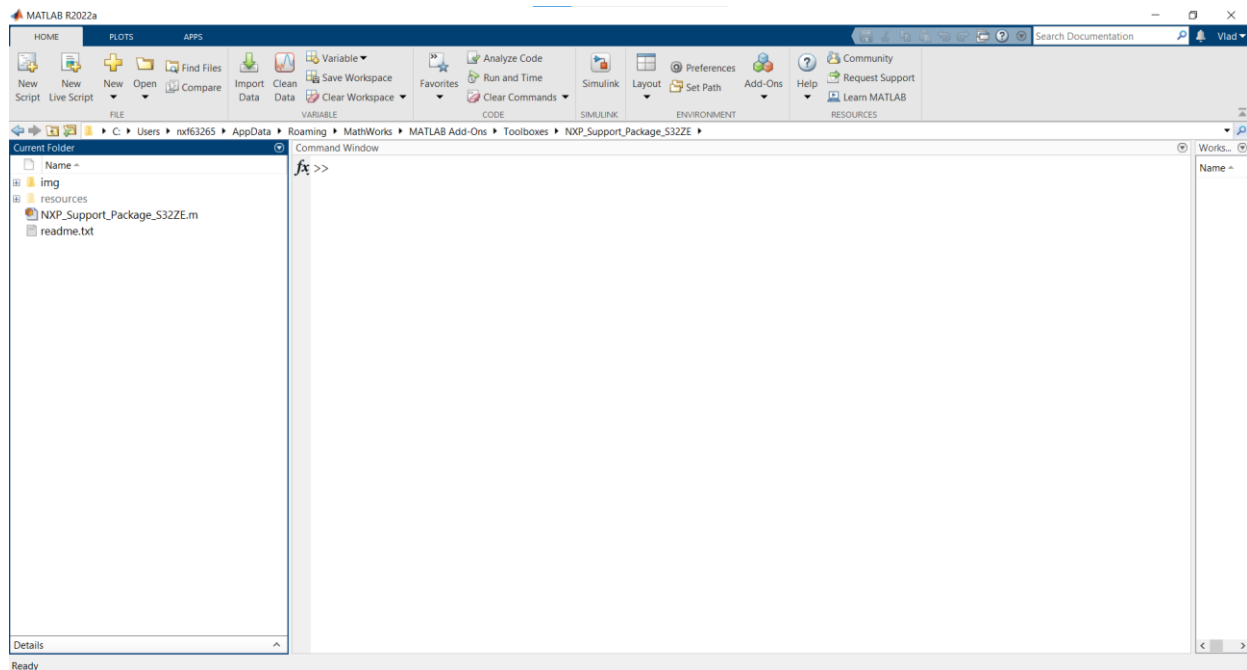 MATLAB R2022a
HOME PLOTS APPS Search Documentation Vlad
New Script
New Live Script
New
Open
Find Files
Compare
Import Data
Clean Data
Variable
Save Workspace
Clear Workspace
Favorites
Analyze Code
Run and Time
Clear Commands
Simulink
Layout
Preferences
Set Path
Add-Ons
Help
Community
Request Support
Learn MATLAB
FILE VARIABLE CODE SIMULINK ENVIRONMENT RESOURCES
C: Users nxf63265 AppData Roaming MathWorks MATLAB Add-Ons Toolboxes NXP_Support_Package_S32ZE
Current Folder
Name
img
resources
NXP_Support_Package_S32ZE.m
readme.txt
Command Window
fx >>
Works...
Name
Details
Ready